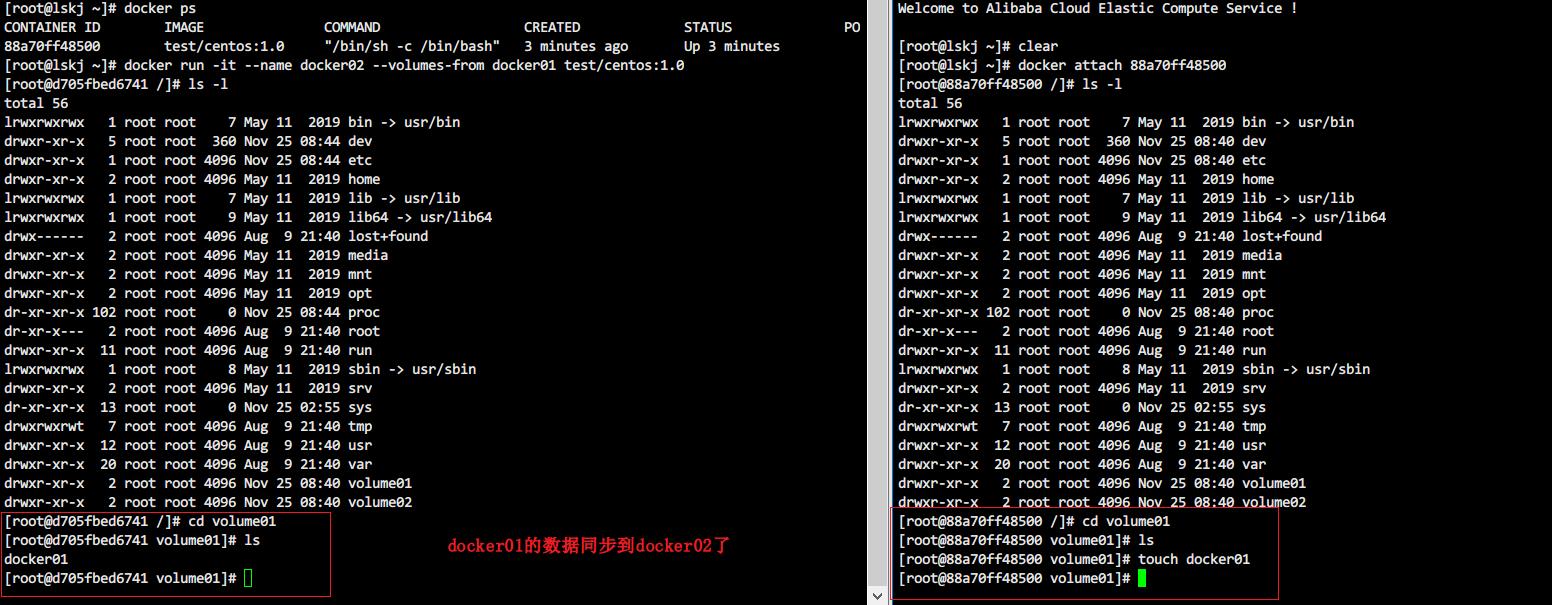 [root@lskj ~]# docker ps
CONTAINER ID        IMAGE               COMMAND                  CREATED             STATUS              PO
88a70ff48500        test/centos:1.0     "/bin/sh -c /bin/bash"   3 minutes ago       Up 3 minutes
[root@lskj ~]# docker run -it --name docker02 --volumes-from docker01 test/centos:1.0
[root@d705fbed6741 /]# ls -l
total 56
lrwxrwxrwx   1 root root    7 May 11  2019 bin -> usr/bin
drwxr-xr-x   5 root root  360 Nov 25 08:44 dev
drwxr-xr-x   1 root root 4096 Nov 25 08:44 etc
drwxr-xr-x   2 root root 4096 May 11  2019 home
lrwxrwxrwx   1 root root    7 May 11  2019 lib -> usr/lib
lrwxrwxrwx   1 root root    9 May 11  2019 lib64 -> usr/lib64
drwx------   2 root root 4096 Aug  9 21:40 lost+found
drwxr-xr-x   2 root root 4096 May 11  2019 media
drwxr-xr-x   2 root root 4096 May 11  2019 mnt
drwxr-xr-x   2 root root 4096 May 11  2019 opt
dr-xr-xr-x 102 root root    0 Nov 25 08:44 proc
dr-xr-x---   2 root root 4096 Aug  9 21:40 root
drwxr-xr-x  11 root root 4096 Aug  9 21:40 run
lrwxrwxrwx   1 root root    8 May 11  2019 sbin -> usr/sbin
drwxr-xr-x   2 root root 4096 May 11  2019 srv
dr-xr-xr-x  13 root root    0 Nov 25 02:55 sys
drwxrwxrwt   7 root root 4096 Aug  9 21:40 tmp
drwxr-xr-x  12 root root 4096 Aug  9 21:40 usr
drwxr-xr-x  20 root root 4096 Aug  9 21:40 var
drwxr-xr-x   2 root root 4096 Nov 25 08:40 volume01
drwxr-xr-x   2 root root 4096 Nov 25 08:40 volume02
[root@d705fbed6741 /]# cd volume01
[root@d705fbed6741 volume01]# ls
docker01
[root@d705fbed6741 volume01]#
docker01的数据同步到docker02了
Welcome to Alibaba Cloud Elastic Compute Service !
[root@lskj ~]# clear
[root@lskj ~]# docker attach 88a70ff48500
[root@88a70ff48500 /]# ls -l
total 56
lrwxrwxrwx   1 root root    7 May 11  2019 bin -> usr/bin
drwxr-xr-x   5 root root  360 Nov 25 08:40 dev
drwxr-xr-x   1 root root 4096 Nov 25 08:40 etc
drwxr-xr-x   2 root root 4096 May 11  2019 home
lrwxrwxrwx   1 root root    7 May 11  2019 lib -> usr/lib
lrwxrwxrwx   1 root root    9 May 11  2019 lib64 -> usr/lib64
drwx------   2 root root 4096 Aug  9 21:40 lost+found
drwxr-xr-x   2 root root 4096 May 11  2019 media
drwxr-xr-x   2 root root 4096 May 11  2019 mnt
drwxr-xr-x   2 root root 4096 May 11  2019 opt
dr-xr-xr-x 102 root root    0 Nov 25 08:40 proc
dr-xr-x---   2 root root 4096 Aug  9 21:40 root
drwxr-xr-x  11 root root 4096 Aug  9 21:40 run
lrwxrwxrwx   1 root root    8 May 11  2019 sbin -> usr/sbin
drwxr-xr-x   2 root root 4096 May 11  2019 srv
dr-xr-xr-x  13 root root    0 Nov 25 02:55 sys
drwxrwxrwt   7 root root 4096 Aug  9 21:40 tmp
drwxr-xr-x  12 root root 4096 Aug  9 21:40 usr
drwxr-xr-x  20 root root 4096 Aug  9 21:40 var
drwxr-xr-x   2 root root 4096 Nov 25 08:40 volume01
drwxr-xr-x   2 root root 4096 Nov 25 08:40 volume02
[root@88a70ff48500 /]# cd volume01
[root@88a70ff48500 volume01]# ls
[root@88a70ff48500 volume01]# touch docker01
[root@88a70ff48500 volume01]#